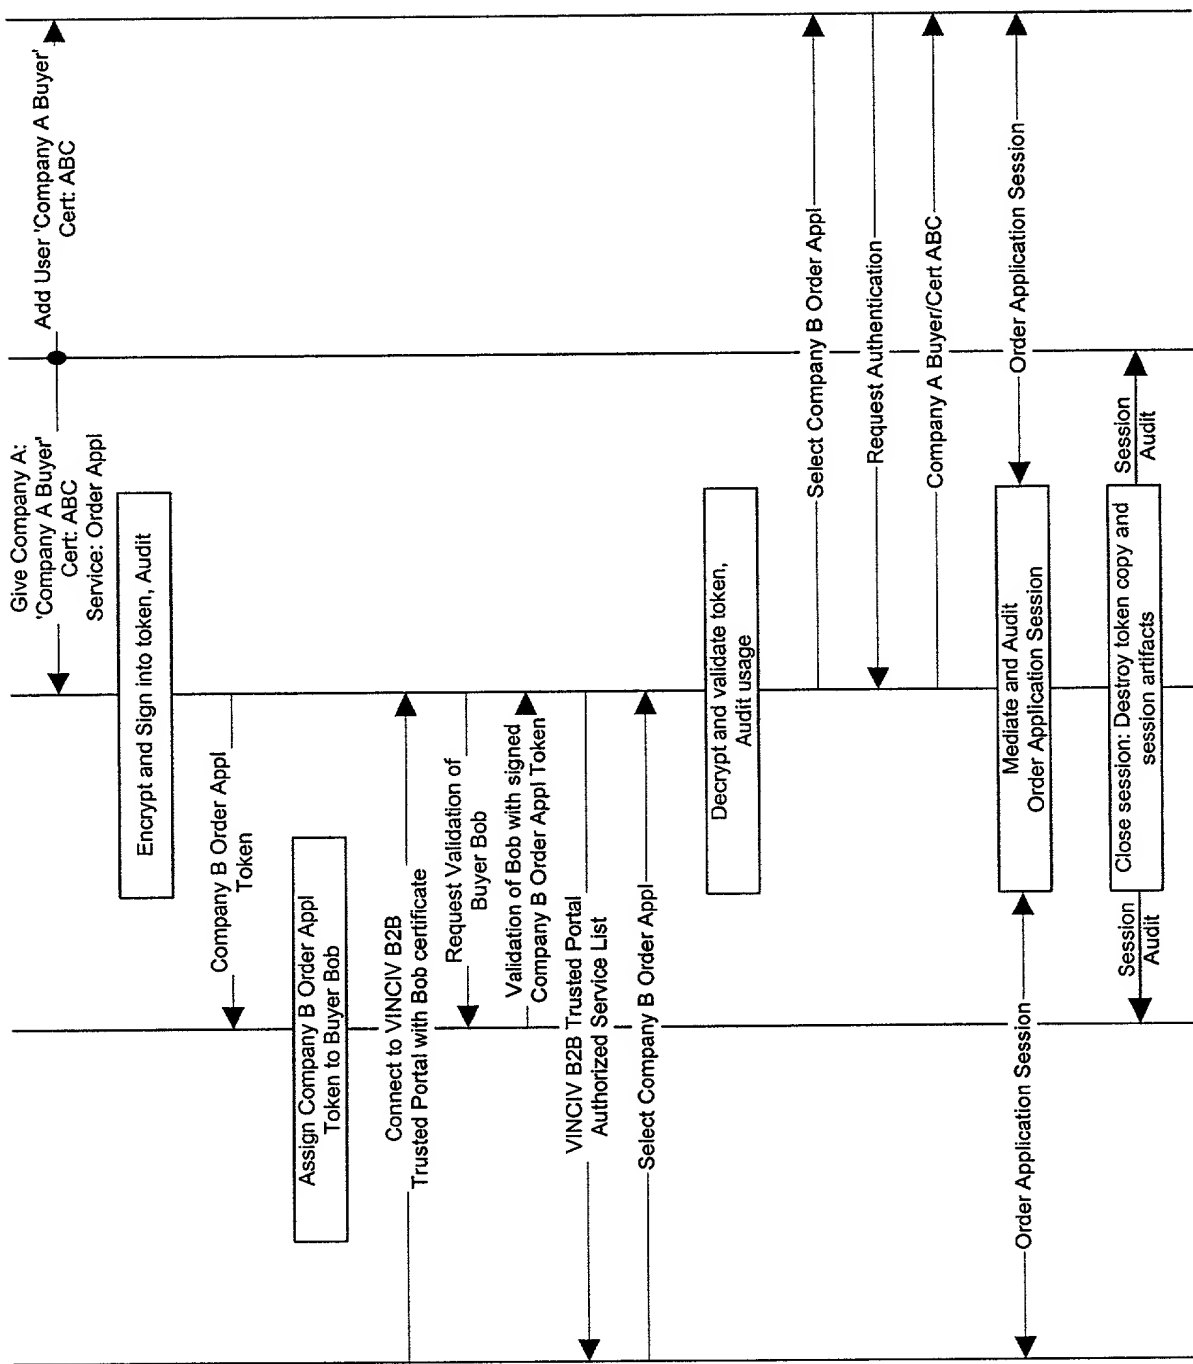 Give Company A:
'Company A Buyer'
Cert: ABC
Service: Order Appl
Add User 'Company A Buyer'
Cert: ABC
Encrypt and Sign into token, Audit
Company B Order Appl
Token
Assign Company B Order Appl
Token to Buyer Bob
Connect to VINCIV B2B
Trusted Portal with Bob certificate
Request Validation of
Buyer Bob
Validation of Bob with signed
Company B Order Appl Token
VINCIV B2B Trusted Portal
Authorized Service List
Select Company B Order Appl
Decrypt and validate token,
Audit usage
Select Company B Order Appl
Request Authentication
Company A Buyer/Cert ABC
Order Application Session
Mediate and Audit
Order Application Session
Order Application Session
Session
Audit
Close session: Destroy token copy and
session artifacts
Session
Audit